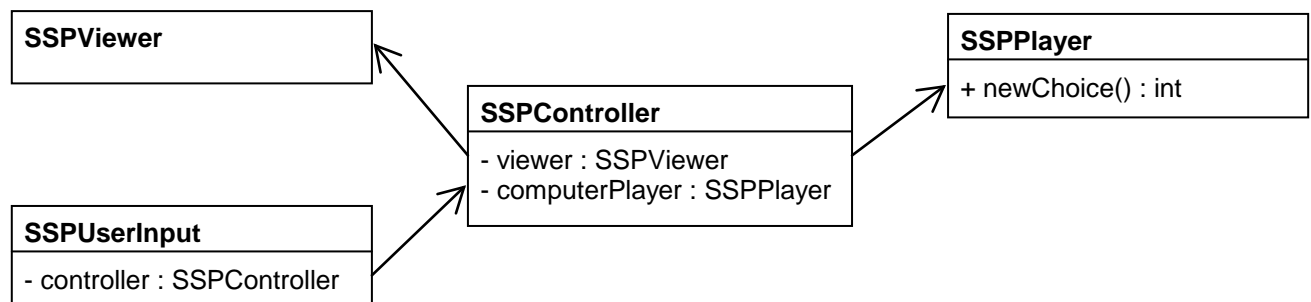 SSPViewer
SSPPlayer
+ newChoice() : int
SSPController
- viewer : SSPViewer
- computerPlayer : SSPPlayer
SSPUserInput
- controller : SSPController